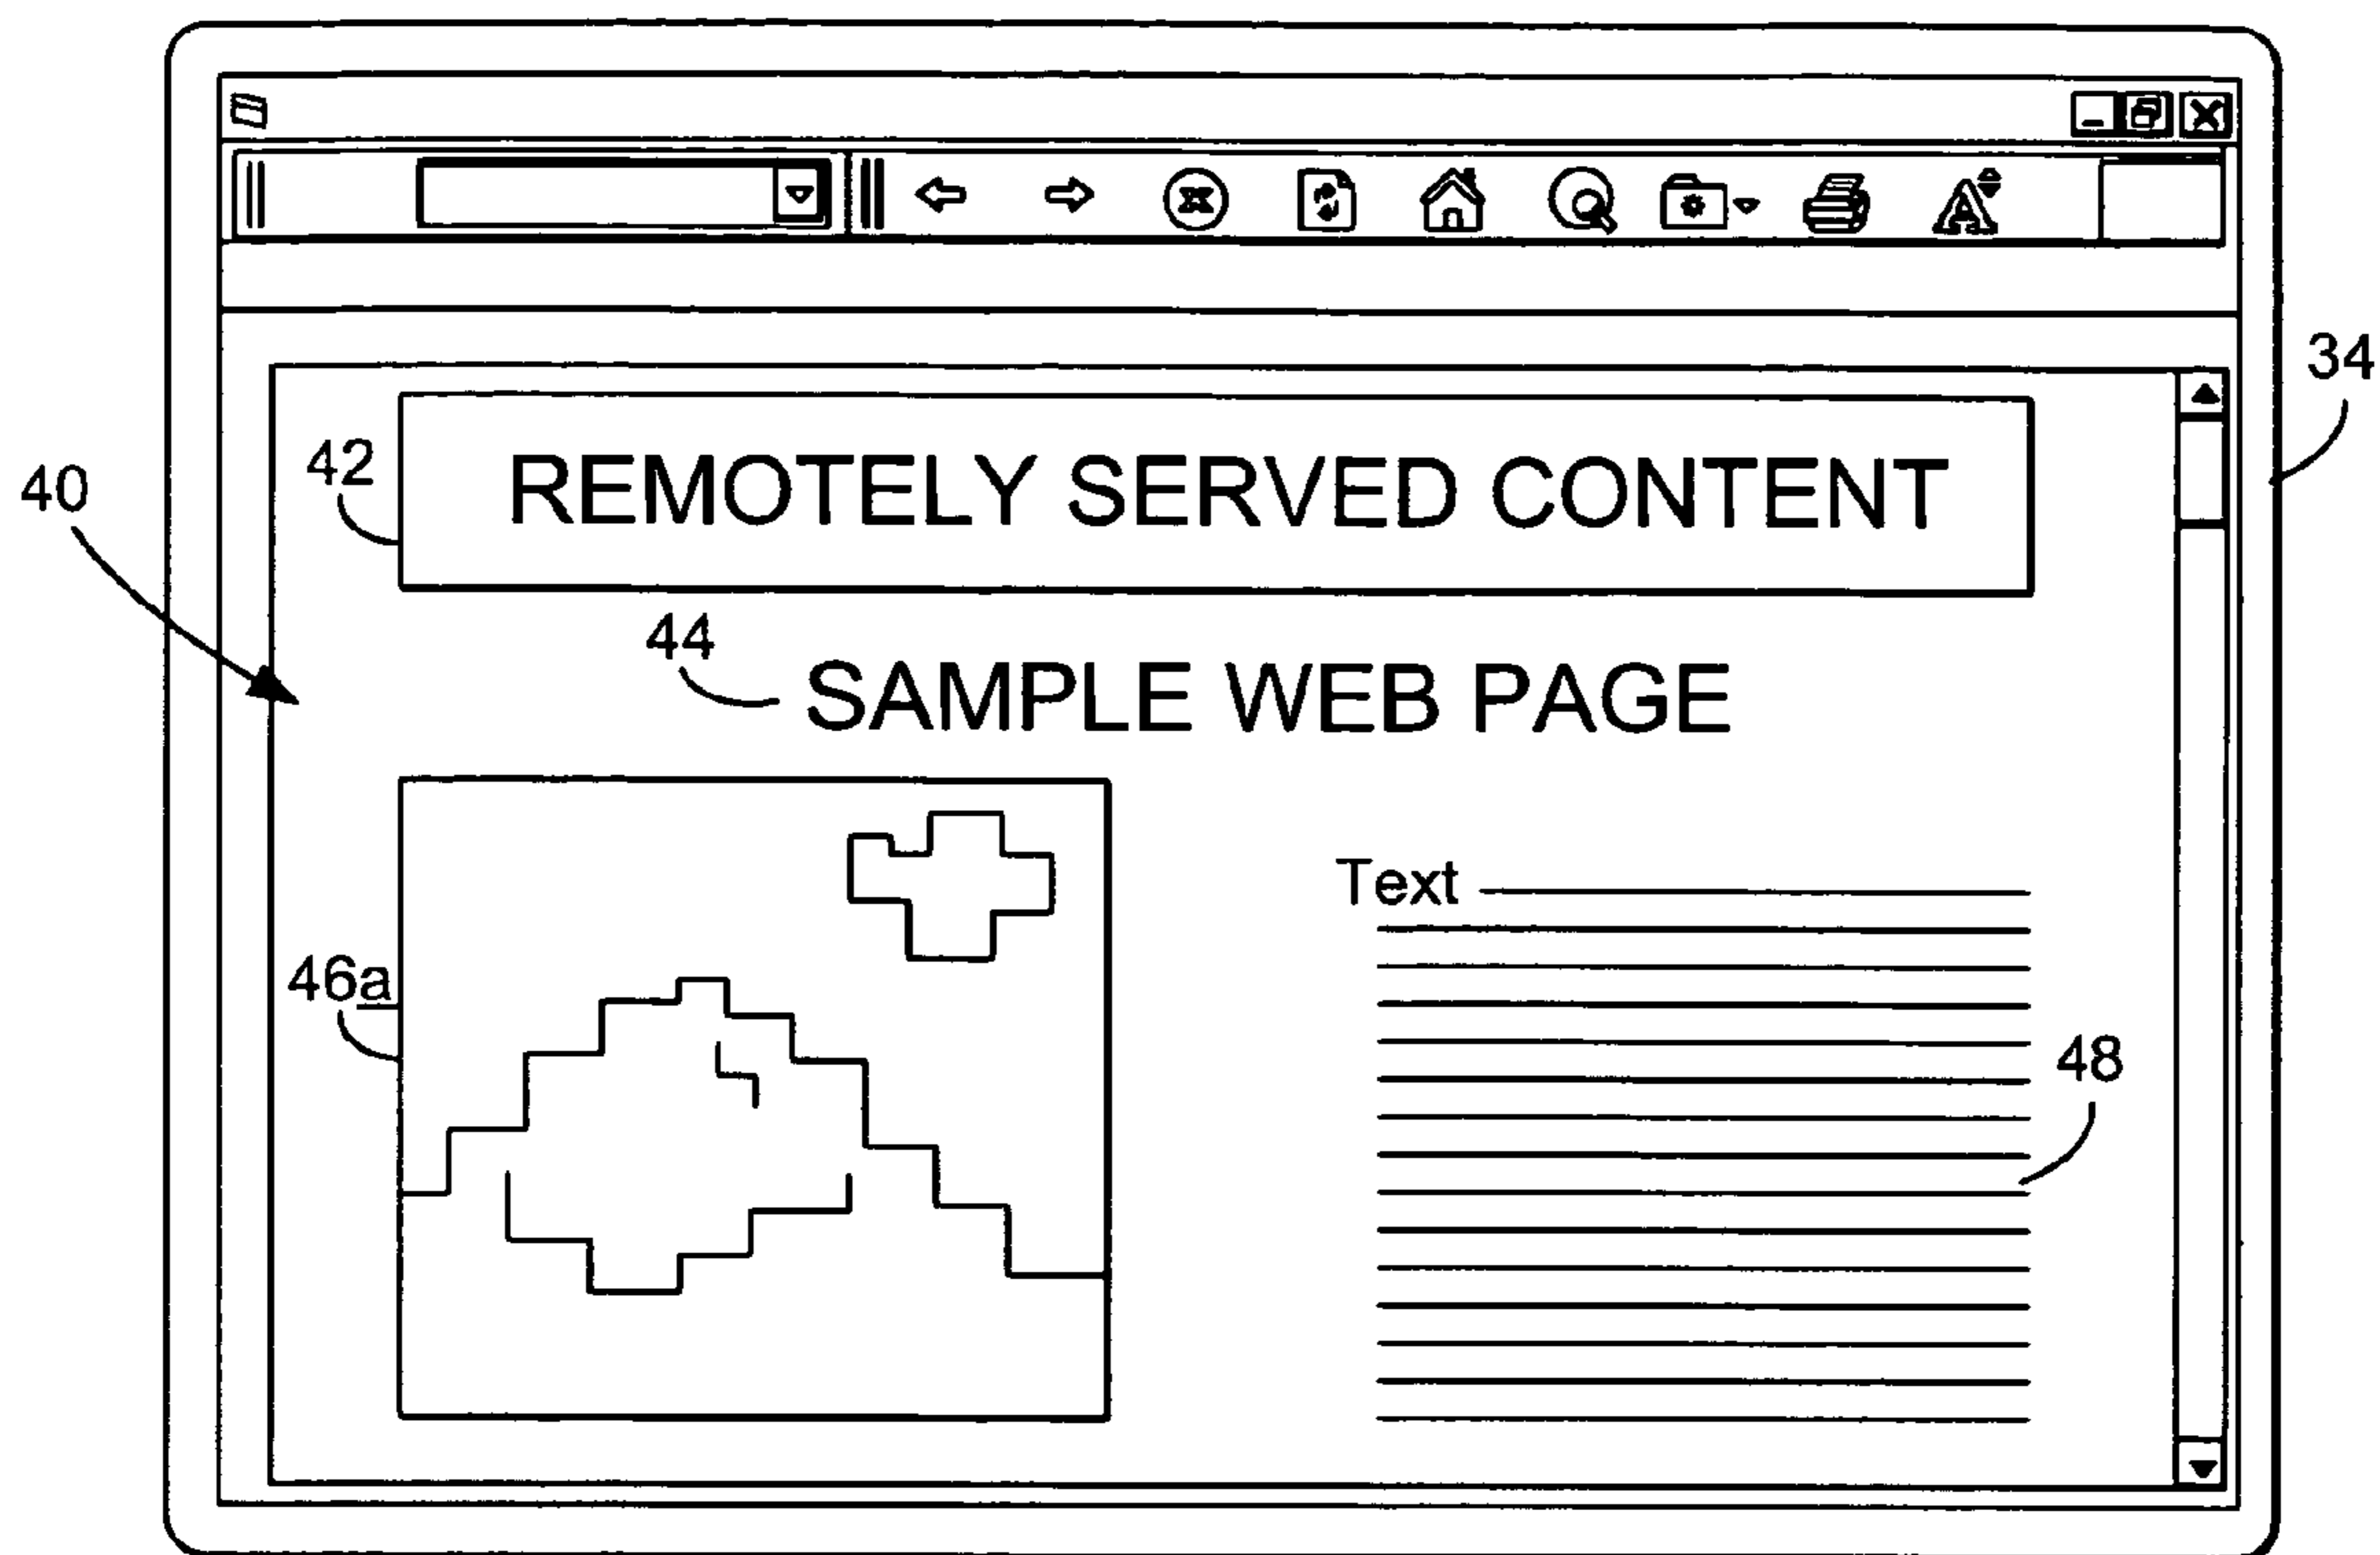 34
42
REMOTELY SERVED CONTENT
40
44
SAMPLE WEB PAGE
Text
46a
48